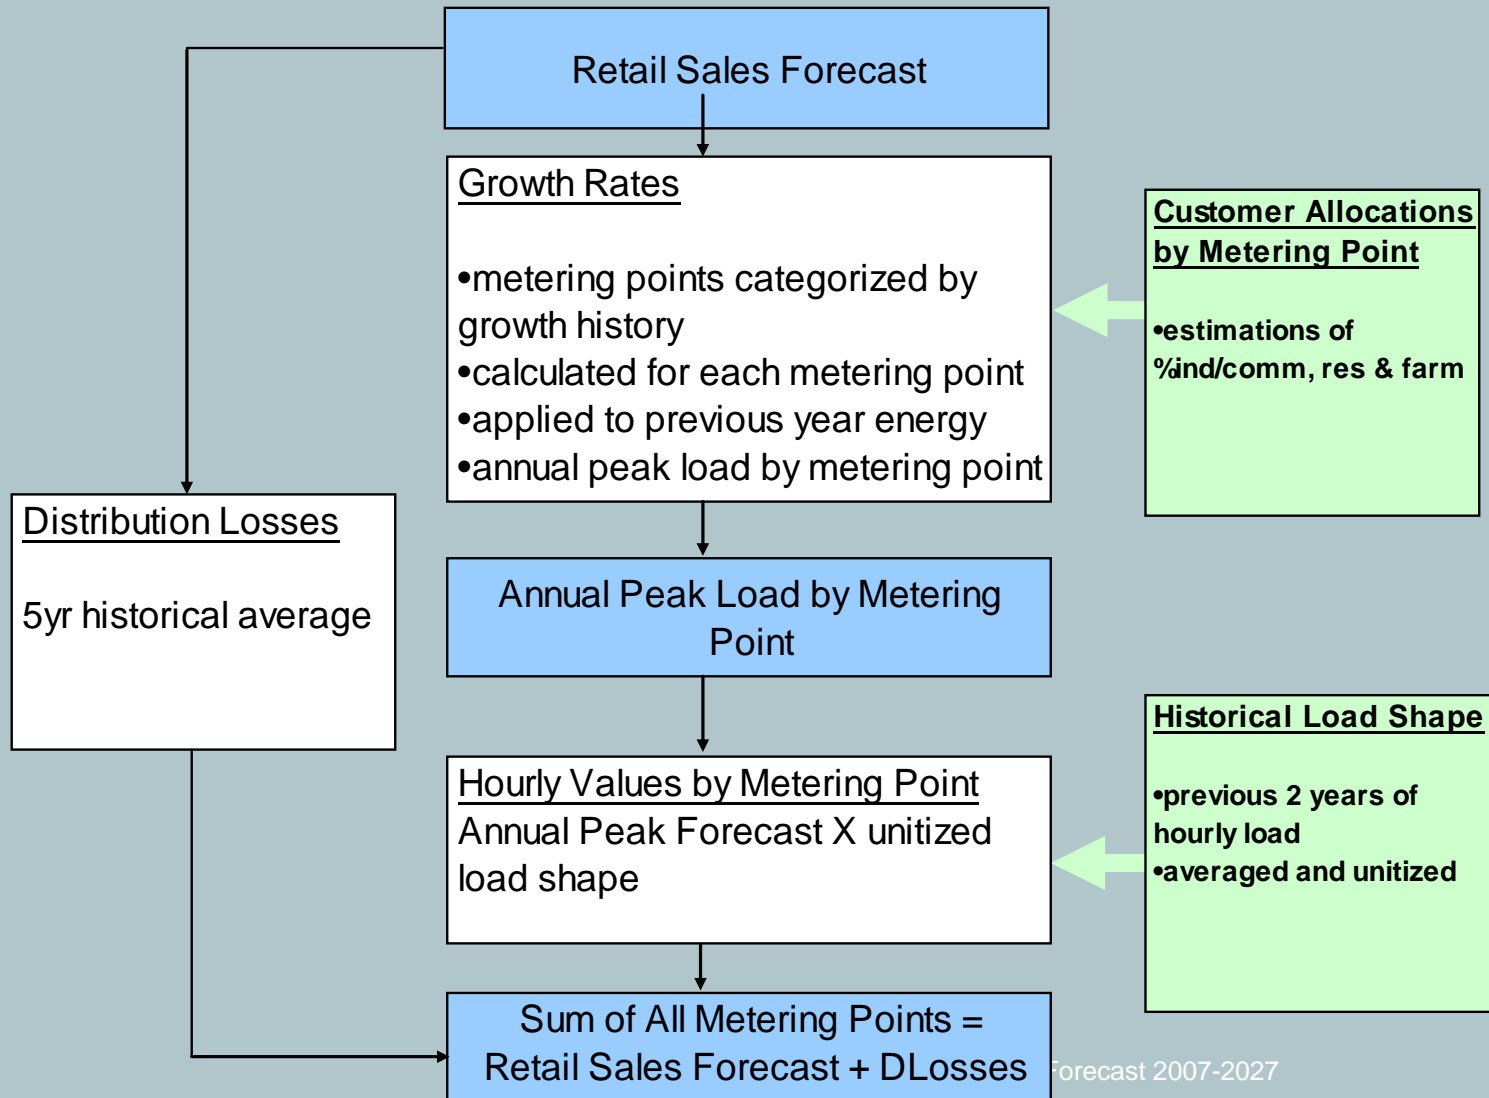 Retail Sales Forecast
Growth Rates
•metering points categorized by
growth history
•calculated for each metering point
•applied to previous year energy
•annual peak load by metering point
Customer Allocations
by Metering Point
•estimations of
%ind/comm, res & farm
Distribution Losses
5yr historical average
Annual Peak Load by Metering
Point
Hourly Values by Metering Point
Annual Peak Forecast X unitized
load shape
Historical Load Shape
•previous 2 years of
hourly load
•averaged and unitized
Sum of All Metering Points =
Retail Sales Forecast + DLosses
Forecast 2007-2027